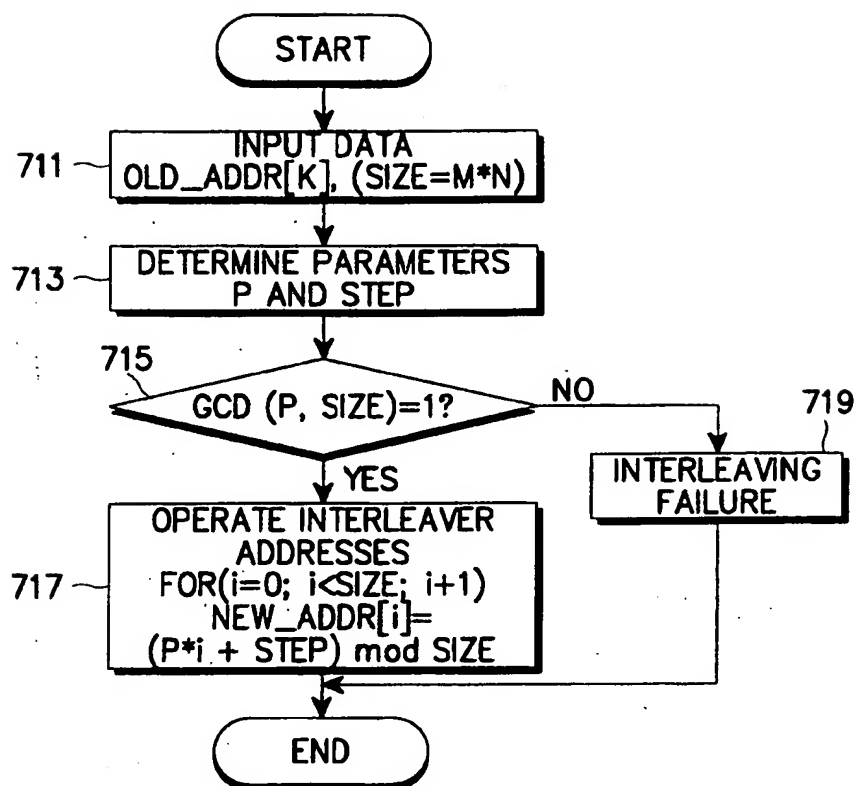 START
711
INPUT DATA
OLD_ADDR[K], (SIZE=M*N)
713
DETERMINE PARAMETERS
P AND STEP
715
GCD (P, SIZE)=1?
NO
719
YES
INTERLEAVING
FAILURE
717
OPERATE INTERLEAVER
ADDRESSES
FOR(i=0; i<SIZE; i+1)
NEW_ADDR[i]=
(P*i + STEP) mod SIZE
END